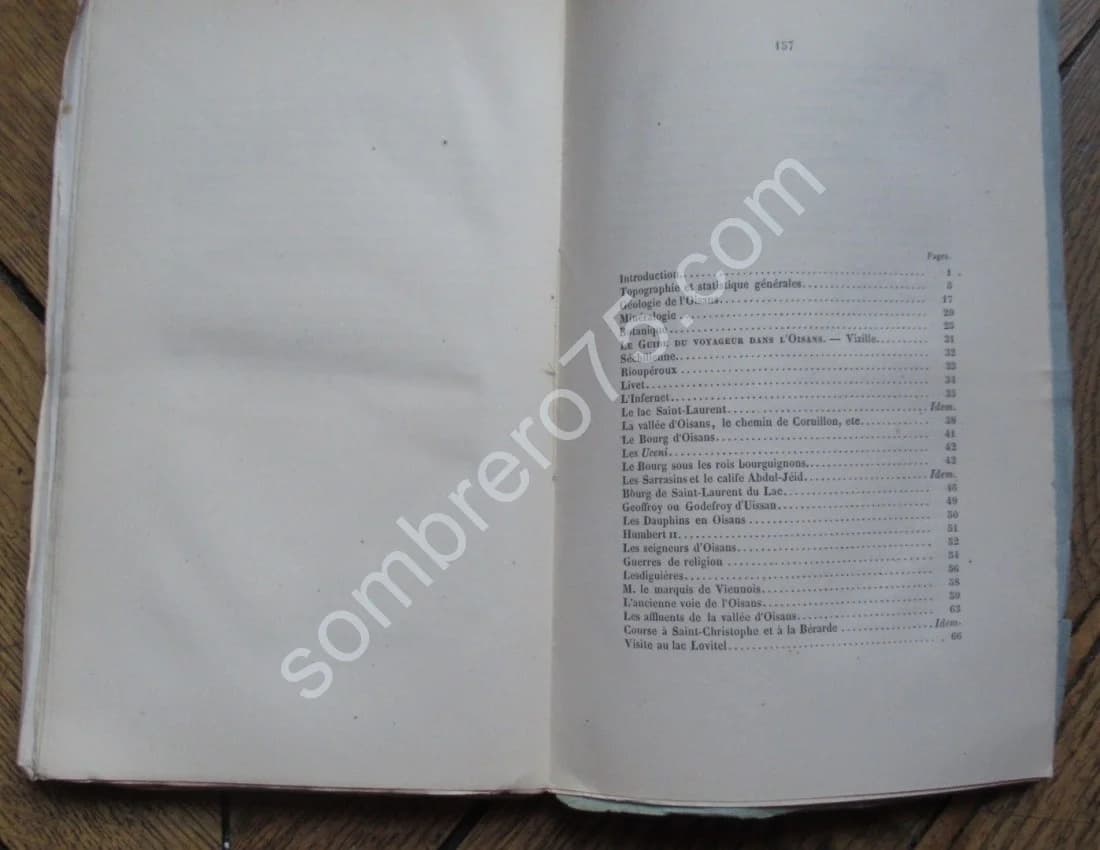 157
Pages.
Introduction........ 1
Topographie et statistique générales........ 5
Géologie de l'Oisans........ 17
Minéralogie........ 20
Botanique........ 25
LE GUIDE DU VOYAGEUR DANS L'OISANS. — Vizille........ 31
Séchilienne........ 32
Rioupéroux........ 33
Livet........ 34
L'Infernet........ 35
Le lac Saint-Laurent........ Idem.
La vallée d'Oisans, le chemin de Cornillon, etc........ 38
Le Bourg d'Oisans........ 41
Les Uceni........ 42
Le Bourg sous les rois bourguignons........ 43
Les Sarrasins et le calife Abdul-Jéid........ Idem.
Bourg de Saint-Laurent du Lac........ 46
Geoffroy ou Godefroy d'Uissan........ 49
Les Dauphins en Oisans........ 50
Humbert II........ 51
Les seigneurs d'Oisans........ 52
Guerres de religion........ 54
Lesdiguières........ 56
M. le marquis de Viennois........ 58
L'ancienne voie de l'Oisans........ 59
Les affluents de la vallée d'Oisans........ 63
Course à Saint-Christophe et à la Bérarde........ Idem.
Visite au lac Lovitel........ 66
sombrero75.com